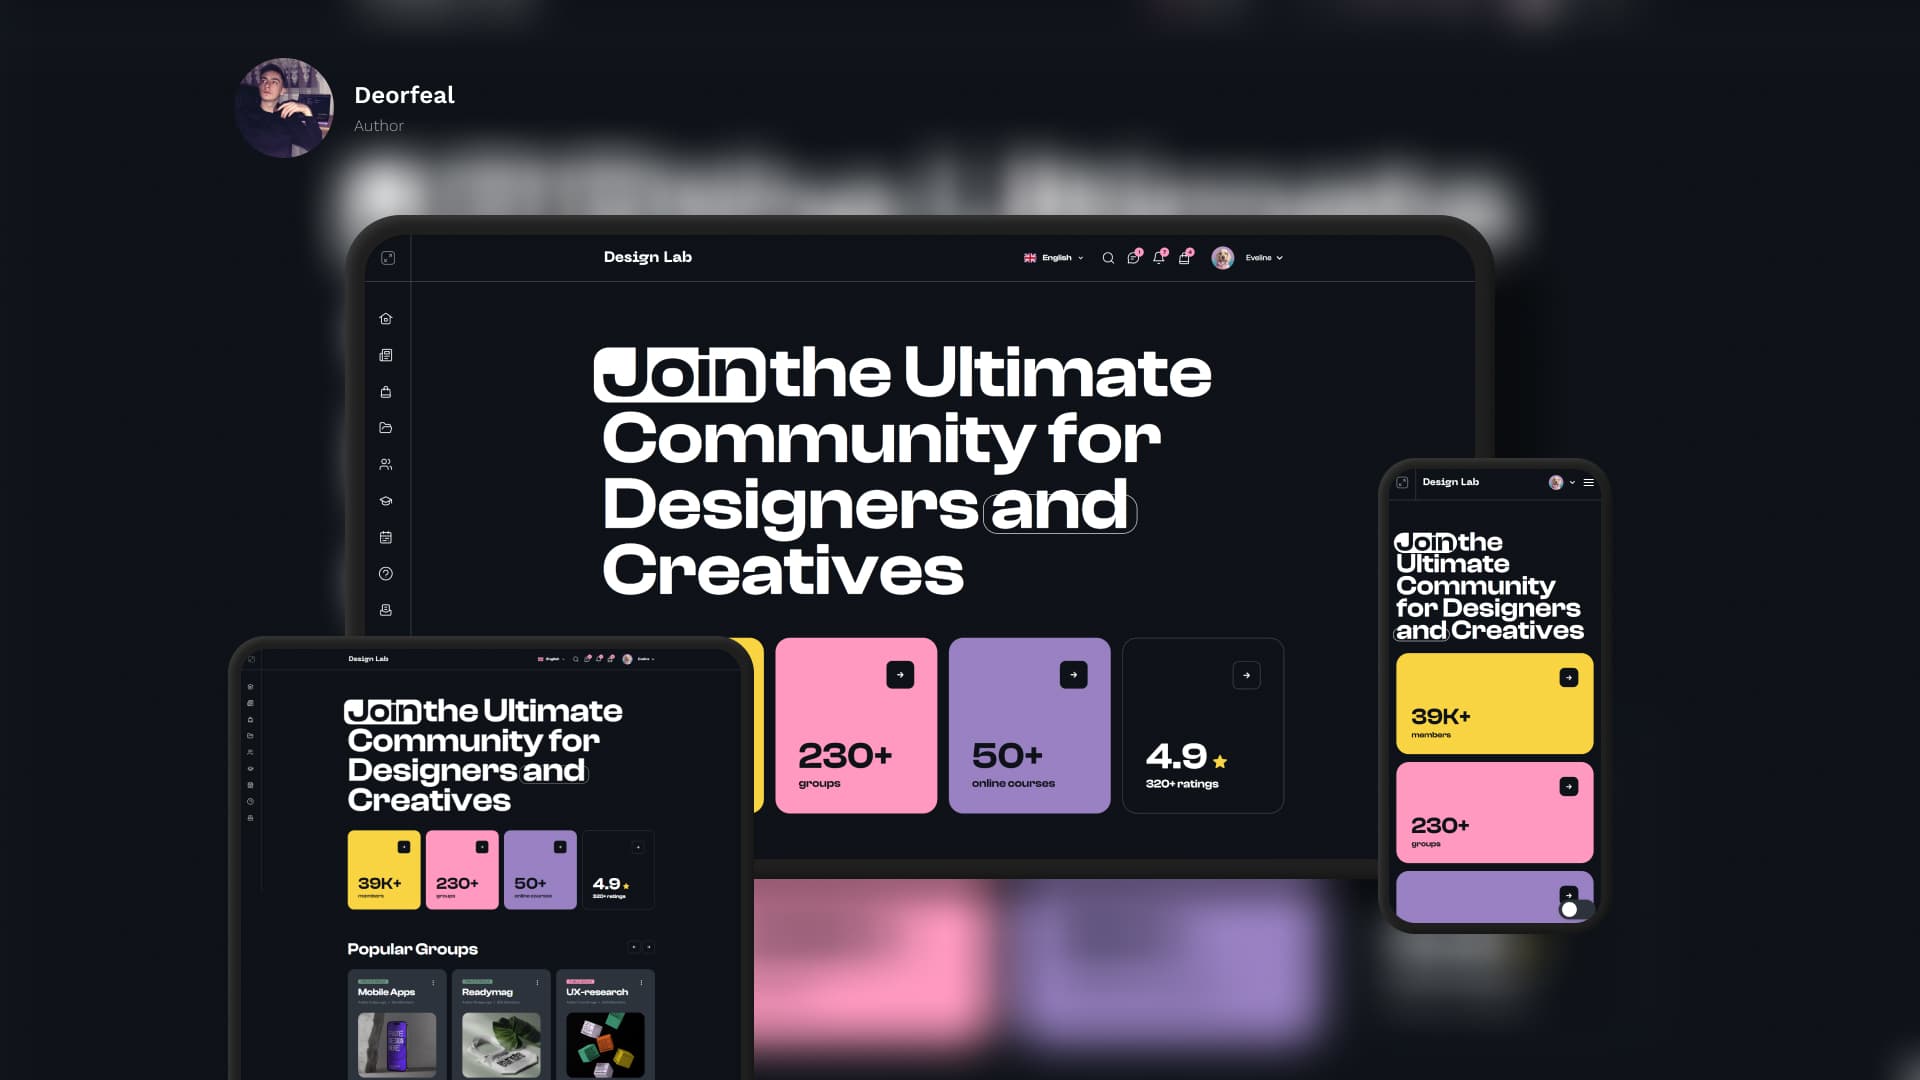 Deorfeal
Author
Design Lab
English
Eveline
Join the Ultimate
Community for
Designers and
Creatives
230+
groups
50+
online courses
4.9
320+ ratings
Design Lab
English
Eveline
Join the Ultimate
Community for
Designers and
Creatives
39K+
members
230+
groups
50+
online courses
4.9
320+ ratings
Popular Groups
Mobile Apps
Readymag
UX-research
Design Lab
Join the
Ultimate
Community
for Designers
and Creatives
39K+
members
230+
groups